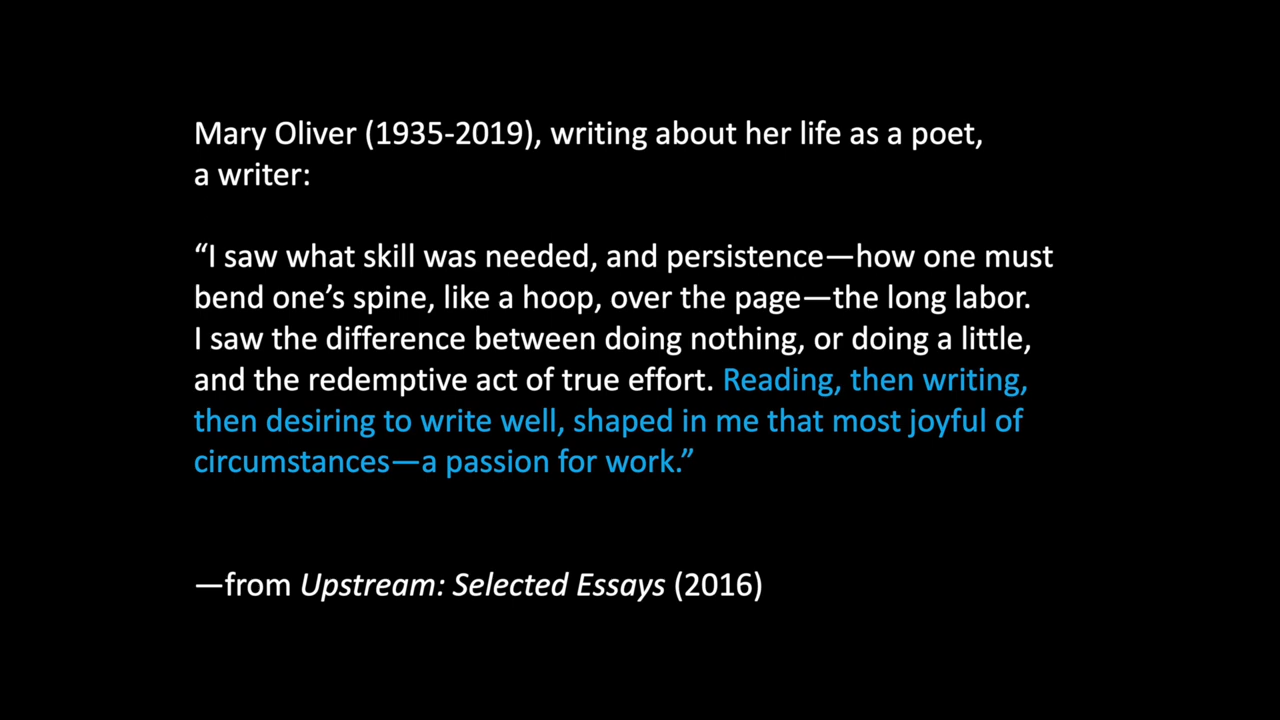 Mary Oliver (1935-2019), writing about her life as a poet,
a writer:
“I saw what skill was needed, and persistence—how one must
bend one’s spine, like a hoop, over the page—the long labor.
I saw the difference between doing nothing, or doing a little,
and the redemptive act of true effort. Reading, then writing,
then desiring to write well, shaped in me that most joyful of
circumstances—a passion for work.”
—from Upstream: Selected Essays (2016)